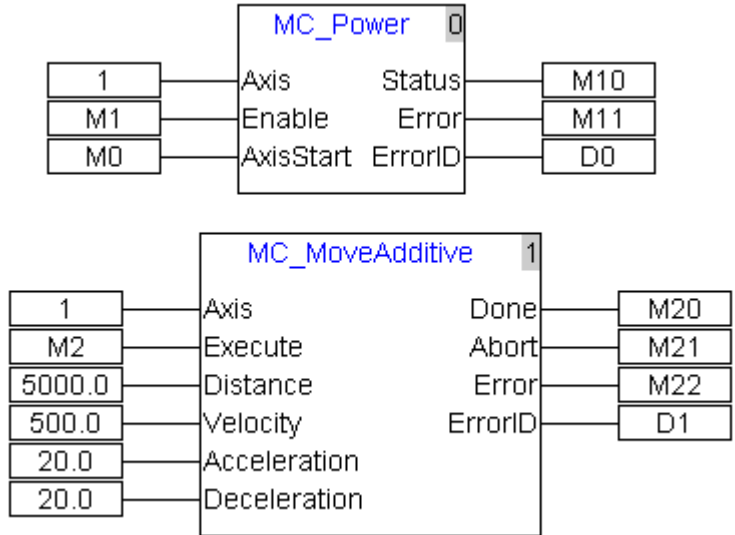 MC_Power 0
1 Axis Status M10
M1 Enable Error M11
M0 AxisStart ErrorID D0
MC_MoveAdditive 1
1 Axis Done M20
M2 Execute Abort M21
5000.0 Distance Error M22
500.0 Velocity ErrorID D1
20.0 Acceleration
20.0 Deceleration